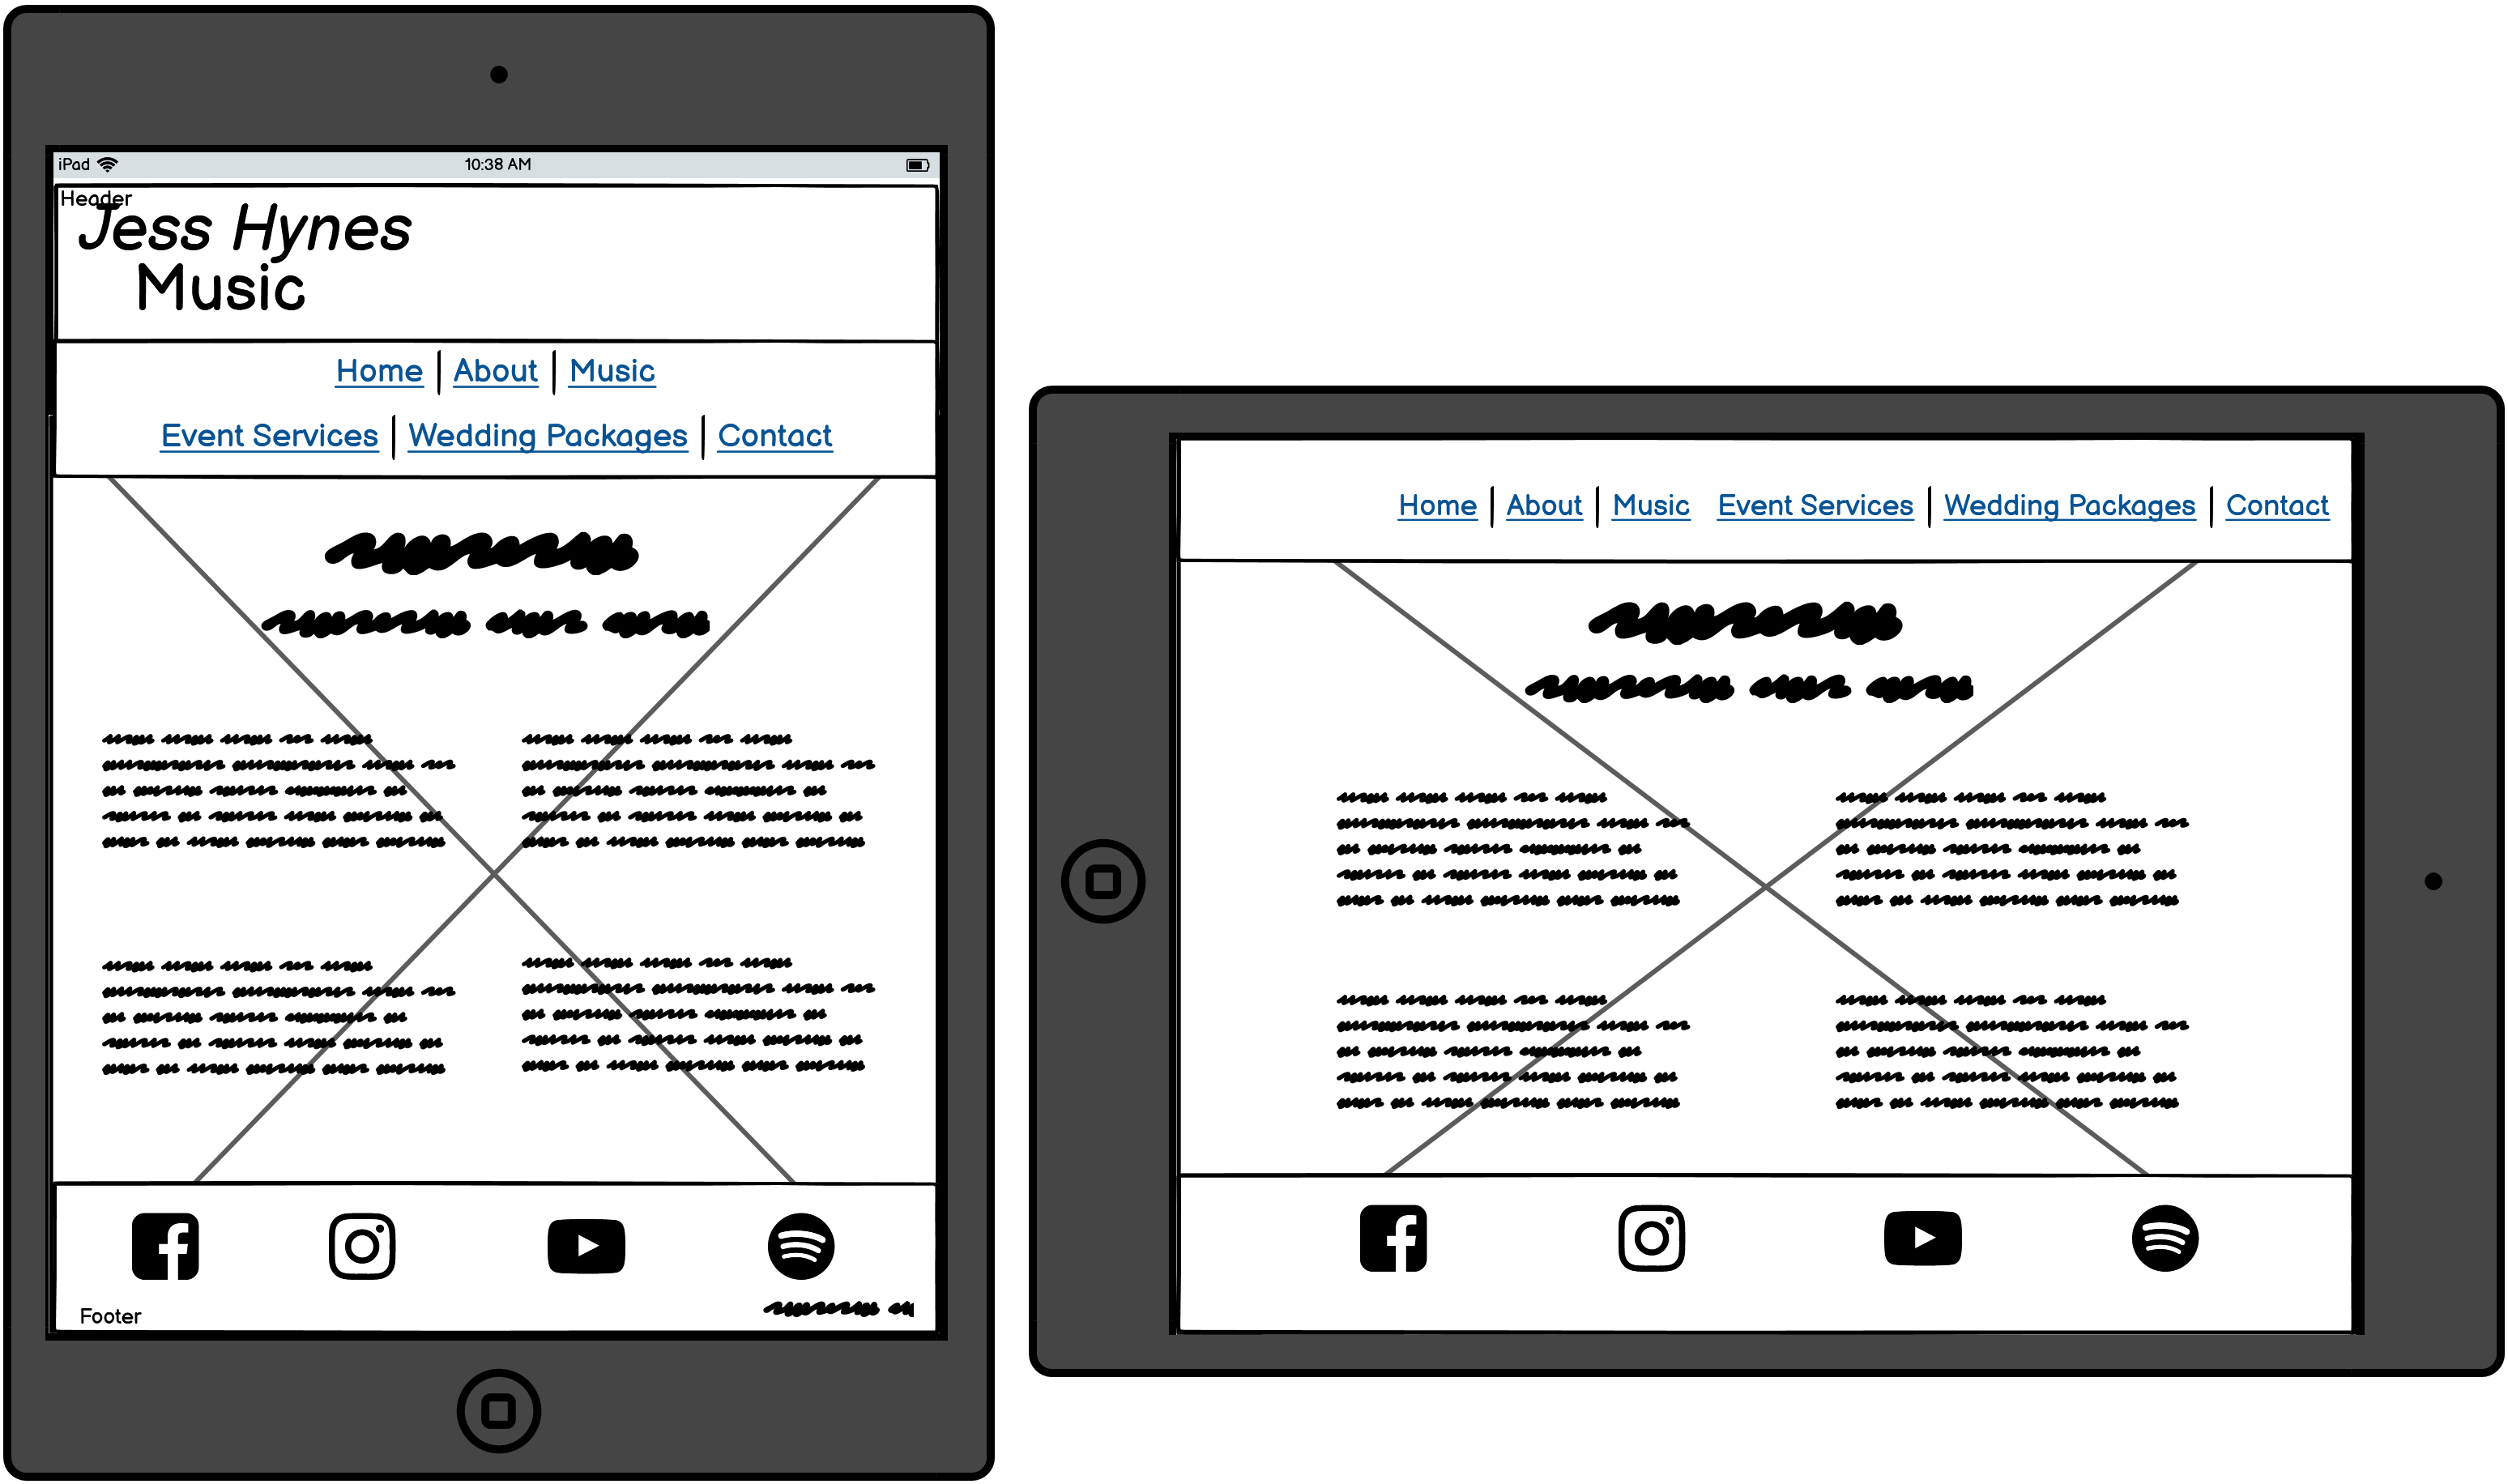 iPad 10:38 AM
Header
Jess Hynes
Music
Home | About | Music
Event Services | Wedding Packages | Contact
Footer
Home | About | Music Event Services | Wedding Packages | Contact